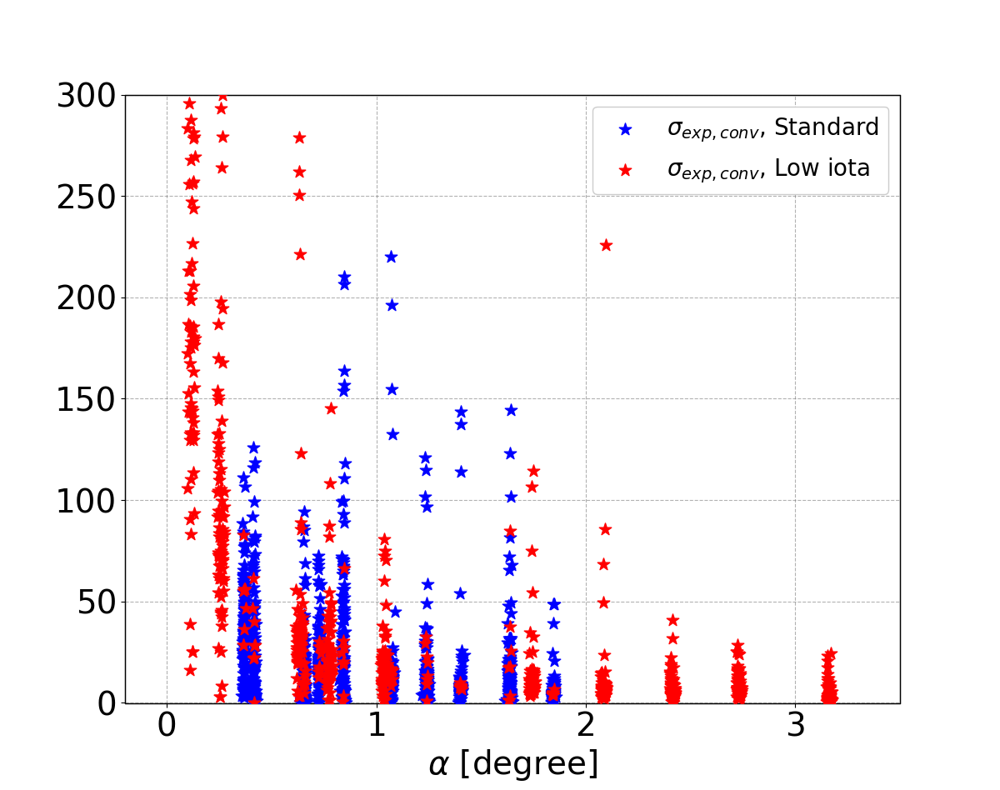 300
250
200
150
100
50
0
0 1 2 3
α [degree]
σexp, conv, Standard
σexp, conv, Low iota